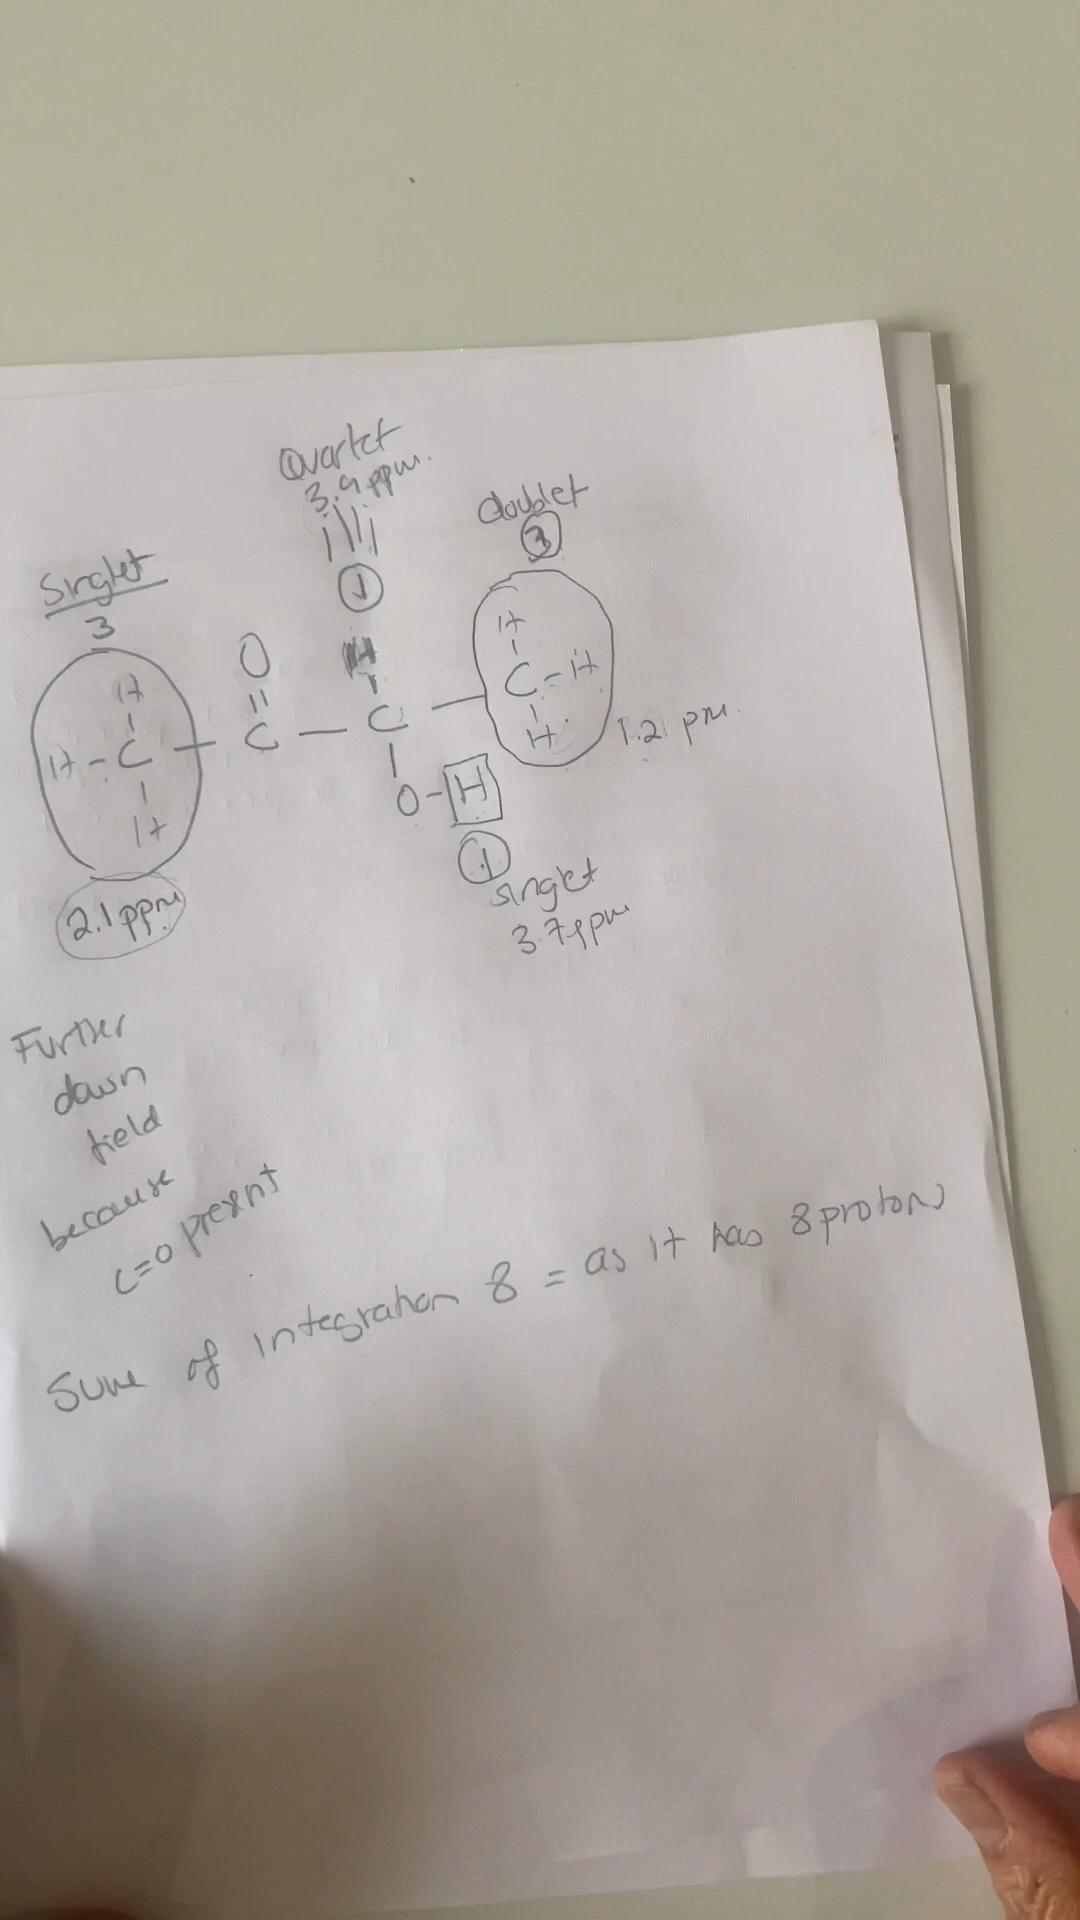 Quartet
3.9 ppm.
doublet
3
Singlet
3
1
H
O
H
H
H
H - C - C - C - C - H
H
H
1.2 pm.
O - H
1
singlet
3.7 ppm
2.1 ppm
Further
down
field
because
C=O present
Sum of integration 8 = as it has 8 protons